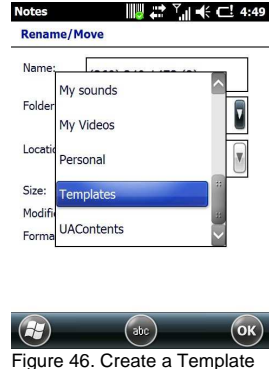 Notes 4:49
Rename/Move
Name:
My sounds
Folder
My Videos
Locatio
Personal
Size:
Templates
Modifi
UAContents
Forma
abc
OK
Figure 46. Create a Template